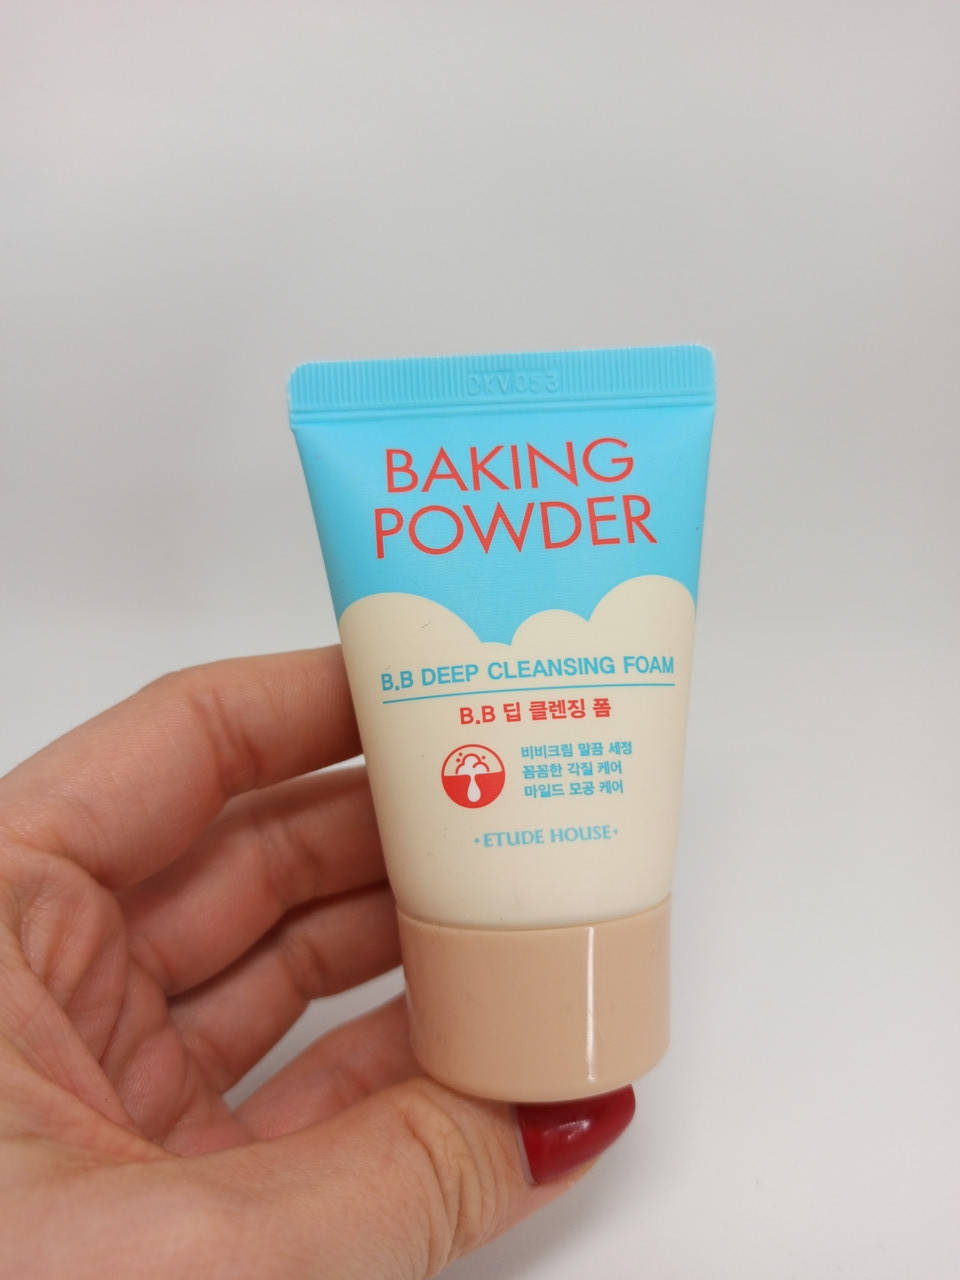 DKV053
BAKING
POWDER
B.B DEEP CLEANSING FOAM
B.B 딥 클렌징 폼
비비크림 말끔 세정
꼼꼼한 각질 케어
마일드 모공 케어
·ETUDE HOUSE·